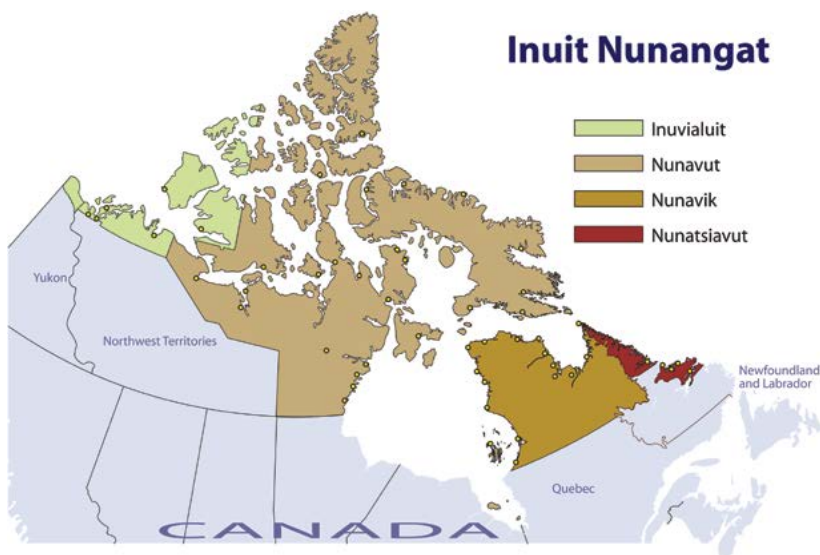 Inuit Nunangat
Inuvialuit
Nunavut
Nunavik
Nunatsiavut
Yukon
Northwest Territories
Newfoundland
and Labrador
Quebec
CANADA